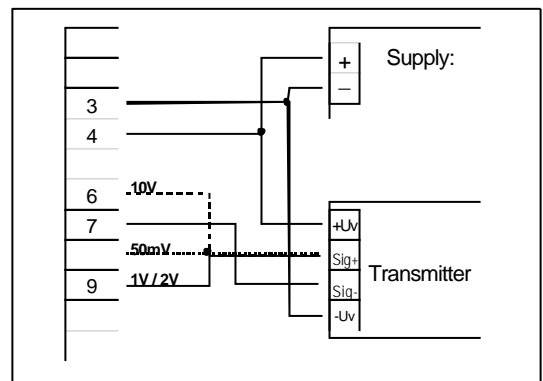 + Supply:
−
3
4
6 10V
7 +Uv
50mV Sig+
Transmitter
9 1V / 2V Sig-
-Uv